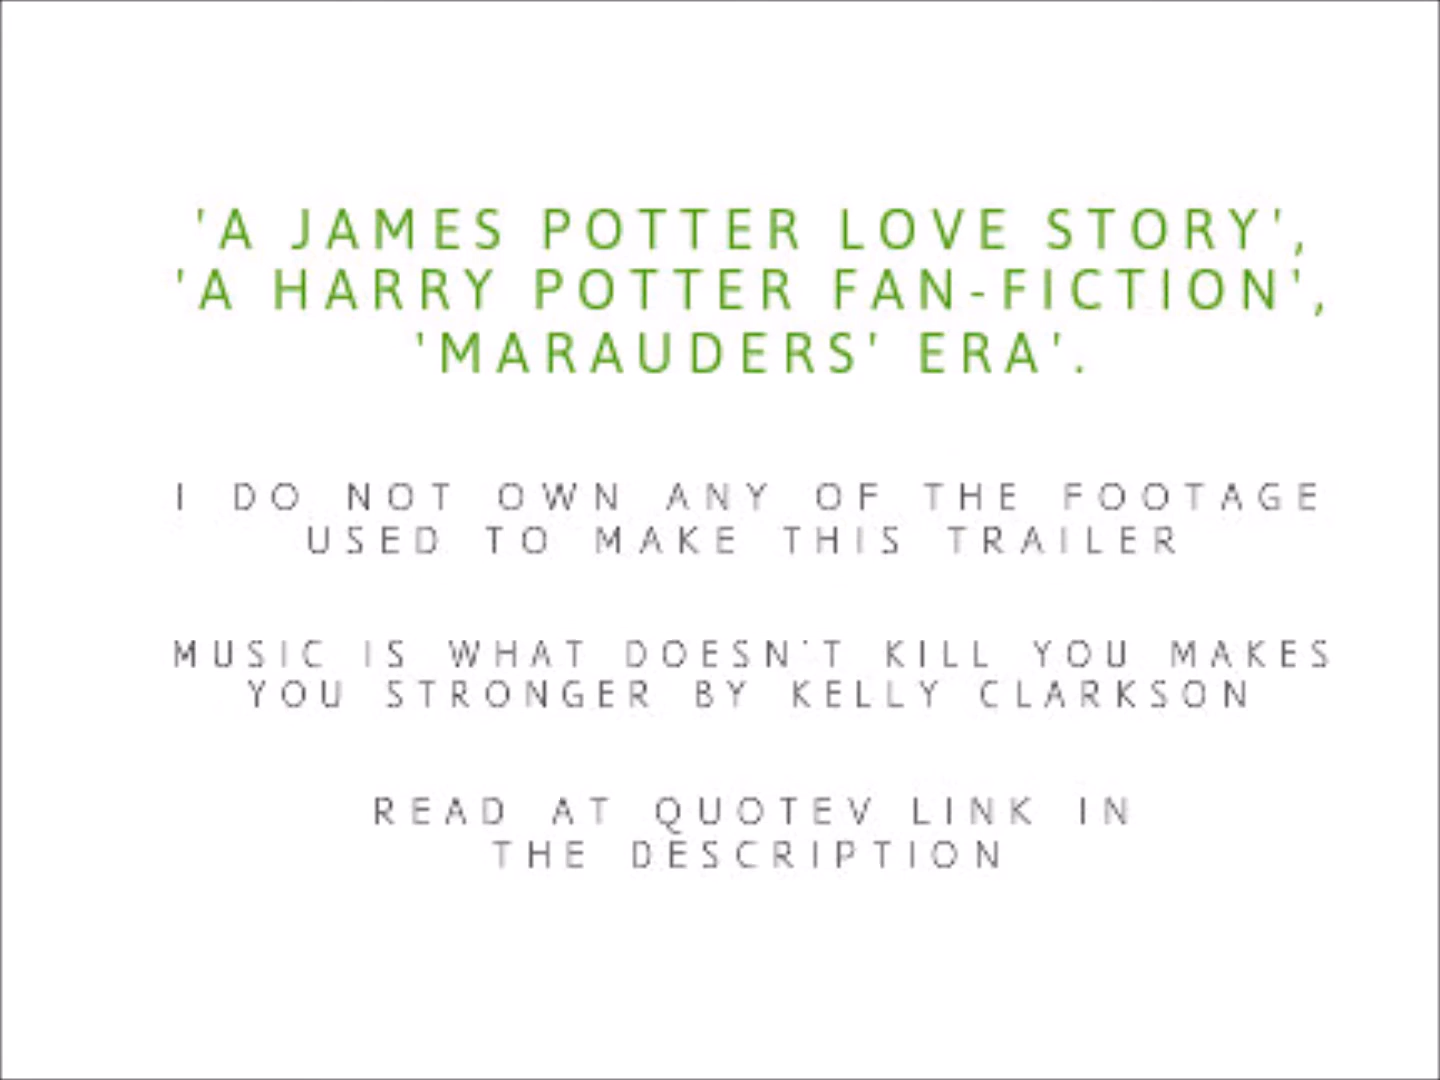 'A JAMES POTTER LOVE STORY',
'A HARRY POTTER FAN-FICTION',
'MARAUDERS' ERA'.
I DO NOT OWN ANY OF THE FOOTAGE
USED TO MAKE THIS TRAILER
MUSIC IS WHAT DOESN'T KILL YOU MAKES
YOU STRONGER BY KELLY CLARKSON
READ AT QUOTEV LINK IN
THE DESCRIPTION